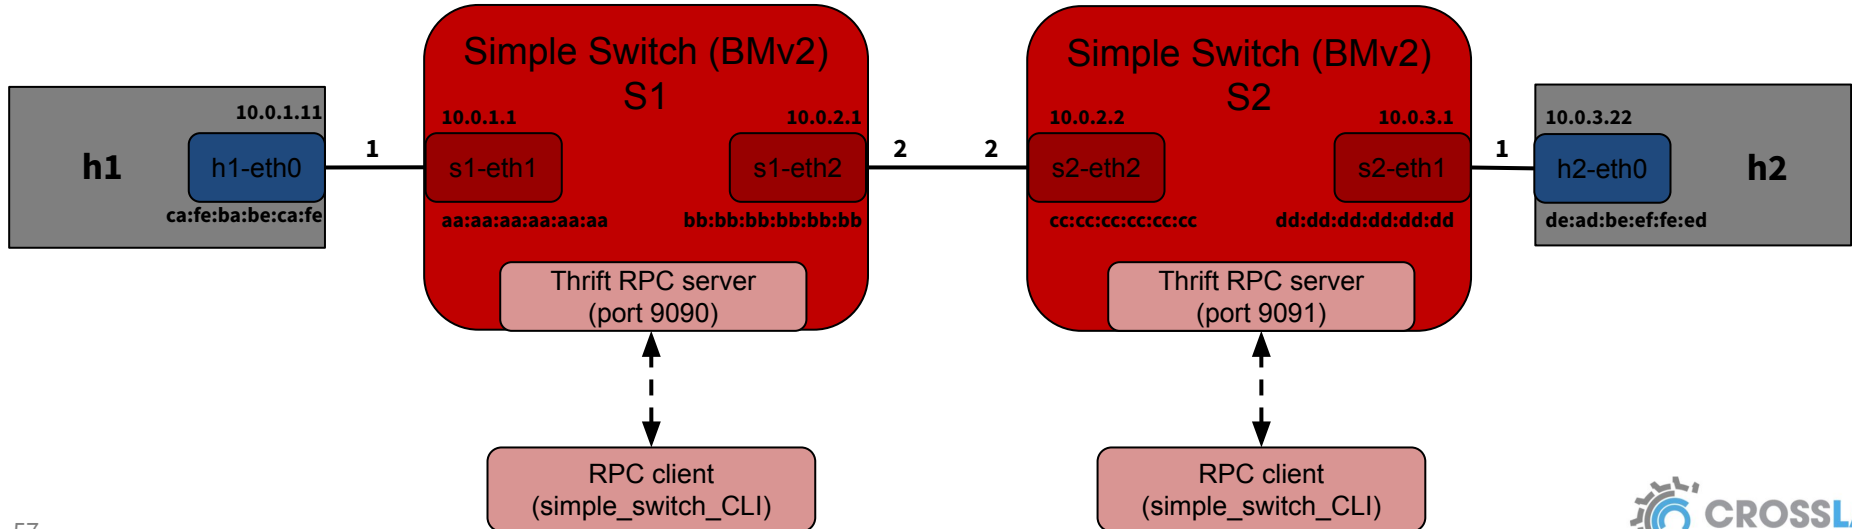 Simple Switch (BMv2)
S1
Simple Switch (BMv2)
S2
10.0.1.11
10.0.1.1
10.0.2.1
10.0.2.2
10.0.3.1
10.0.3.22
h1
h1-eth0
1
s1-eth1
s1-eth2
2
2
s2-eth2
s2-eth1
1
h2-eth0
h2
ca:fe:ba:be:ca:fe
aa:aa:aa:aa:aa:aa
bb:bb:bb:bb:bb:bb
cc:cc:cc:cc:cc:cc
dd:dd:dd:dd:dd:dd
de:ad:be:ef:fe:ed
Thrift RPC server
(port 9090)
Thrift RPC server
(port 9091)
RPC client
(simple_switch_CLI)
RPC client
(simple_switch_CLI)
57